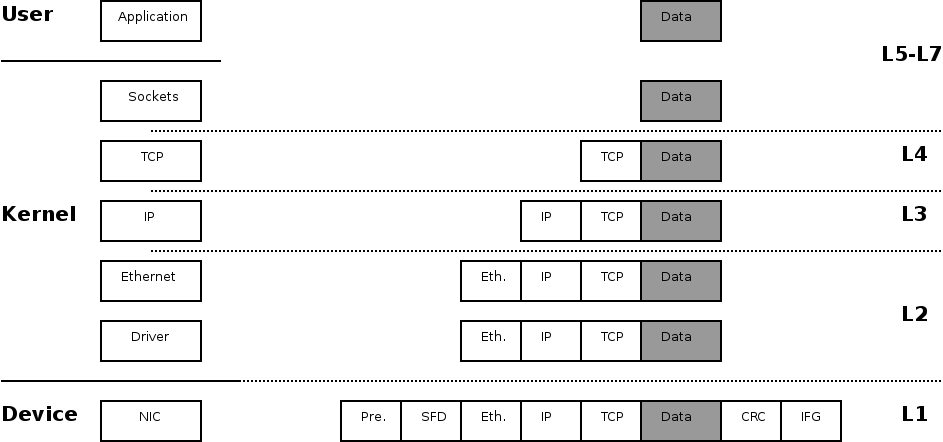 User Application Data
L5-L7
Sockets Data
TCP TCP Data L4
Kernel IP IP TCP Data L3
Ethernet Eth. IP TCP Data
L2
Driver Eth. IP TCP Data
Device NIC Pre. SFD Eth. IP TCP Data CRC IFG L1